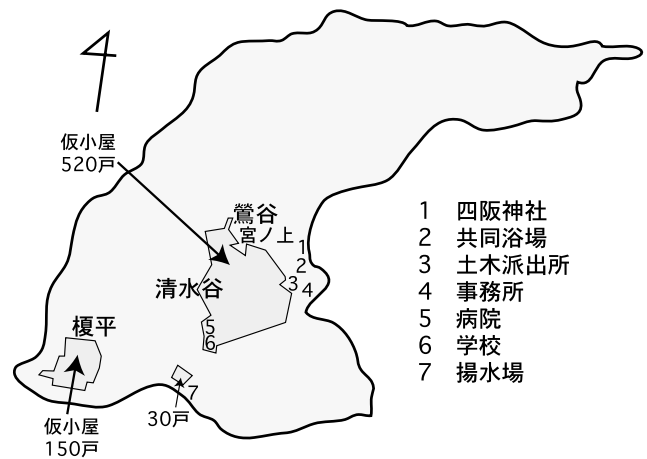 仮小屋
520戸
鶯谷
宮ノ上
1
2
3
4
清水谷
5
6
榎平
7
30戸
仮小屋
150戸
1 四阪神社
2 共同浴場
3 土木派出所
4 事務所
5 病院
6 学校
7 揚水場